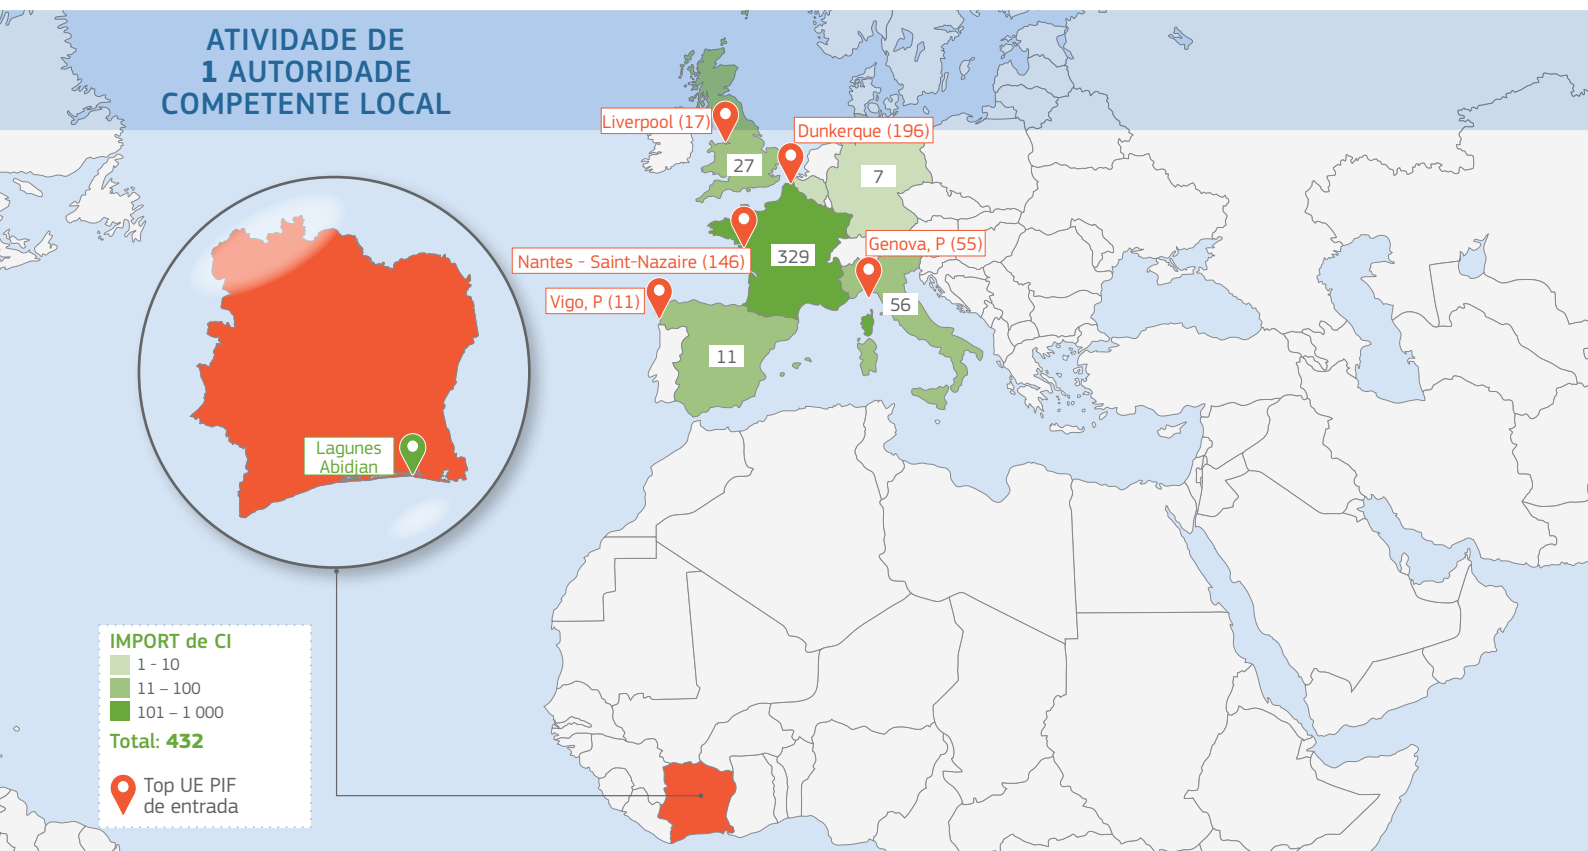 ATIVIDADE DE
1 AUTORIDADE
COMPETENTE LOCAL
Liverpool (17)
Dunkerque (196)
27
7
Nantes - Saint-Nazaire (146)
329
Genova, P (55)
Vigo, P (11)
56
11
Lagunes
Abidjan
IMPORT de CI
1 - 10
11 – 100
101 – 1 000
Total: 432
Top UE PIF
de entrada